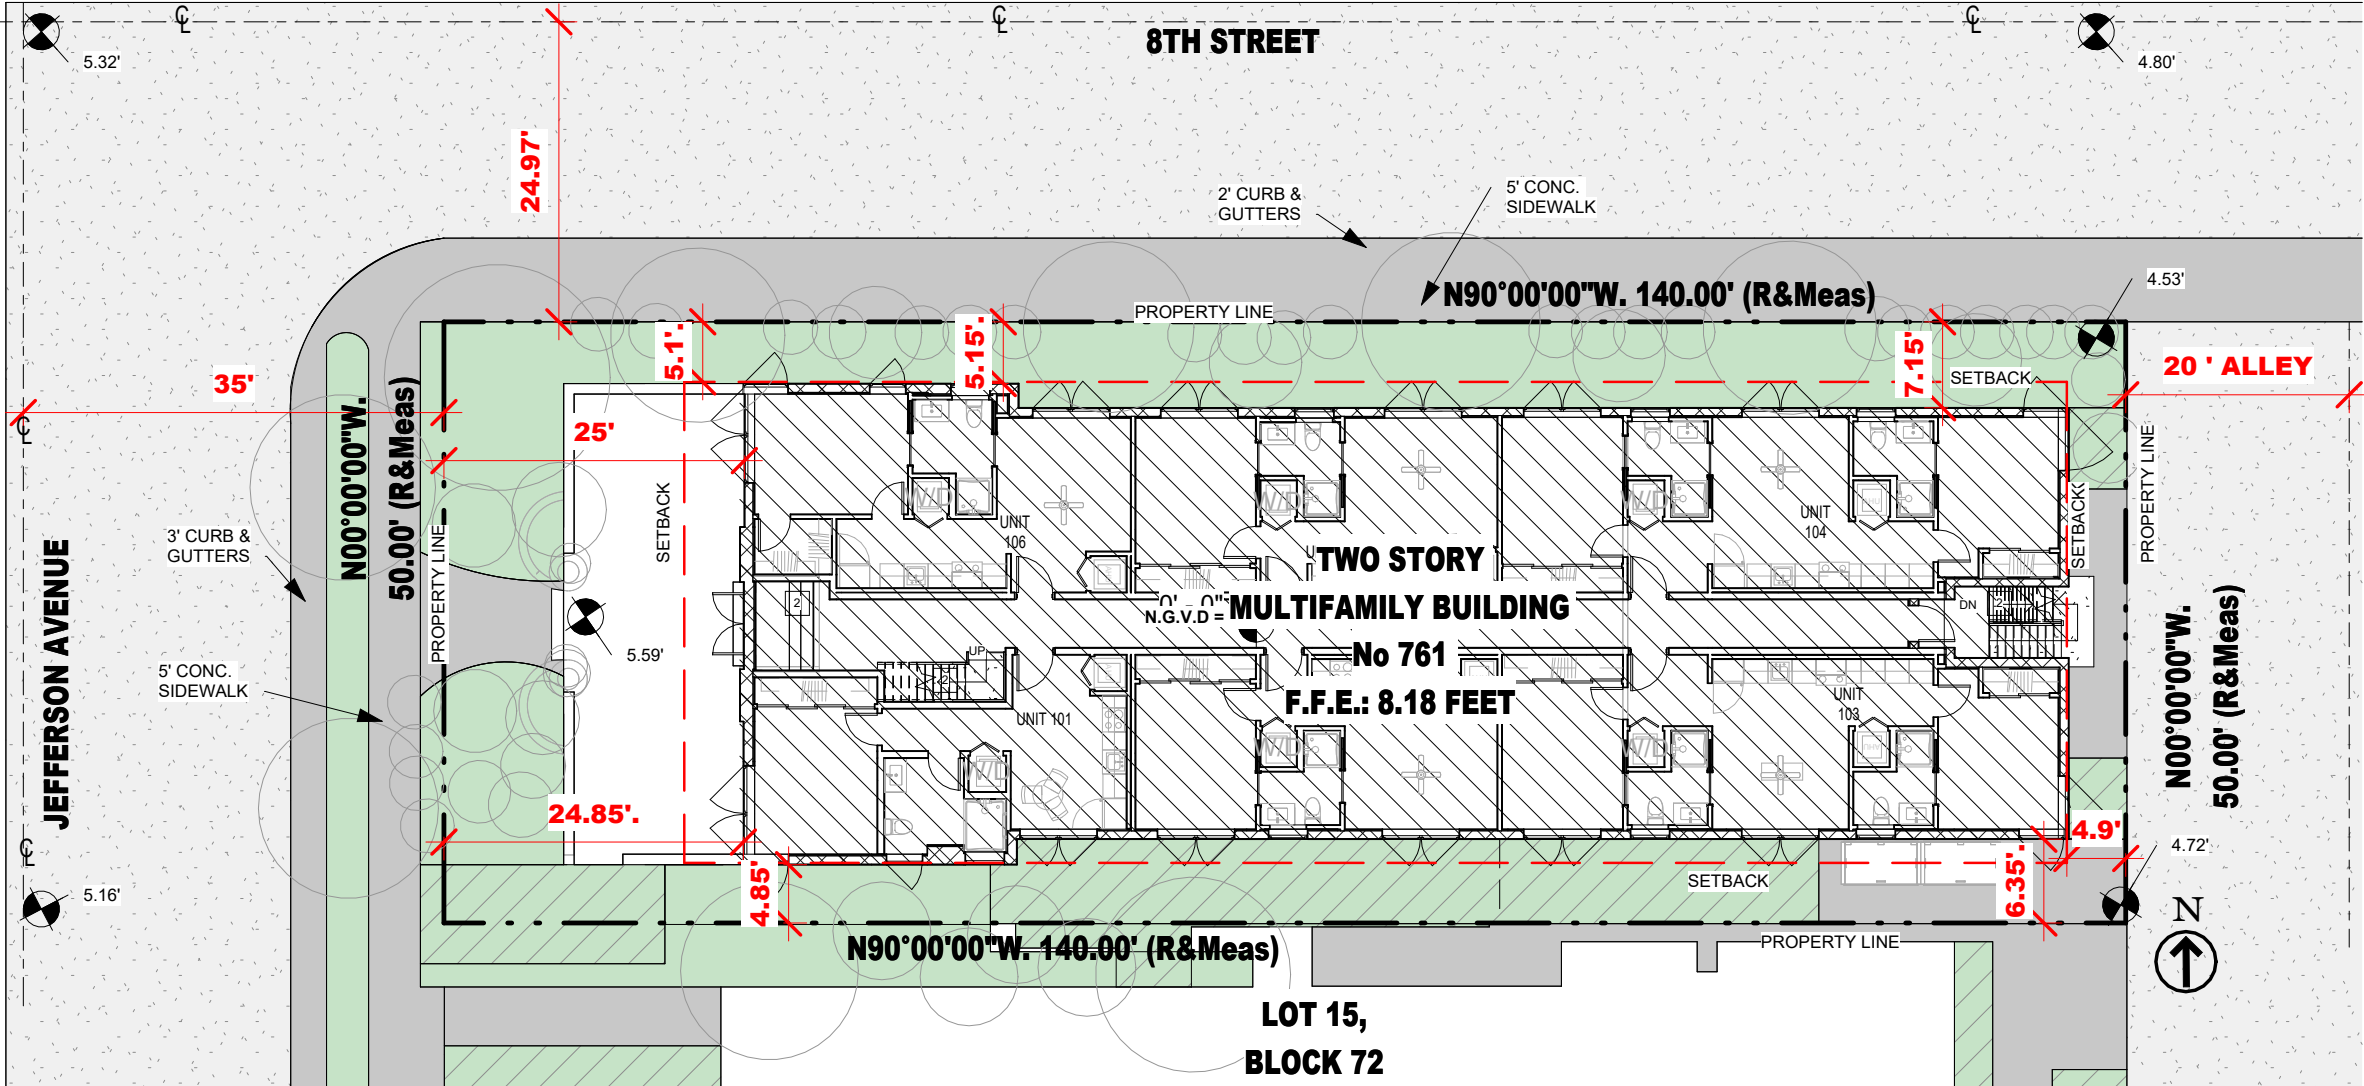 8TH STREET
5.32'
4.80'
24.97'
2' CURB &
GUTTERS
5' CONC.
SIDEWALK
4.53'
N90°00'00"W. 140.00' (R&Meas)
PROPERTY LINE
5.1'.
5.15'.
7.15'
20 ' ALLEY
35'
SETBACK
25'
N00°00'00"W.
50.00' (R&Meas)
SETBACK
SETBACK
PROPERTY LINE
PROPERTY LINE
W/D
W/D
W/D
UNIT
106
UNIT
104
3' CURB &
GUTTERS
JEFFERSON AVENUE
TWO STORY
0' - 0"
N.G.V.D =
MULTIFAMILY BUILDING
No 761
F.F.E.: 8.18 FEET
2
DN
2
5.59'
UP
2
5' CONC.
SIDEWALK
UNIT 101
UNIT
103
W/D
W/D
W/D
N00°00'00"W.
50.00' (R&Meas)
24.85'.
4.9'
4.72'
5.16'
4.85'
SETBACK
6.35'.
N
N90°00'00"W. 140.00' (R&Meas)
PROPERTY LINE
LOT 15,
BLOCK 72